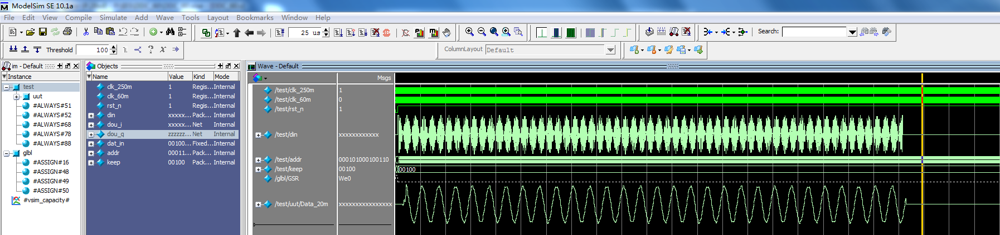 ModelSim SE 10.1a
File Edit View Compile Simulate Add Wave Tools Layout Bookmarks Window Help
25 us Search:
Threshold 100 ColumnLayout Default
im - Default Objects Wave - Default
Instance
test
uut
#ALWAYS#51
#ALWAYS#52
#ALWAYS#68
#ALWAYS#78
#ALWAYS#88
glbl
#ASSIGN#16
#ASSIGN#48
#ASSIGN#49
#ASSIGN#50
#vsim_capacity#
Name Value Kind Mode
clk_250m 1 Regis... Internal
clk_60m 1 Regis... Internal
rst_n 1 Regis... Internal
din xxxxx... Pack... Internal
dou_i xxxxx... Net Internal
dou_q zzzzzz... Net Internal
dat_in 00100... Fixed... Internal
addr 00011... Pack... Internal
keep 00100 Pack... Internal
Msgs
/test/clk_250m 1
/test/clk_60m 0
/test/rst_n 1
/test/din xxxxxxxxxxxx
/test/addr 000101000100110
/test/keep 00100 00100
/glbl/GSR We0
/test/uut/Data_20m xxxxxxxxxxxxxxxx